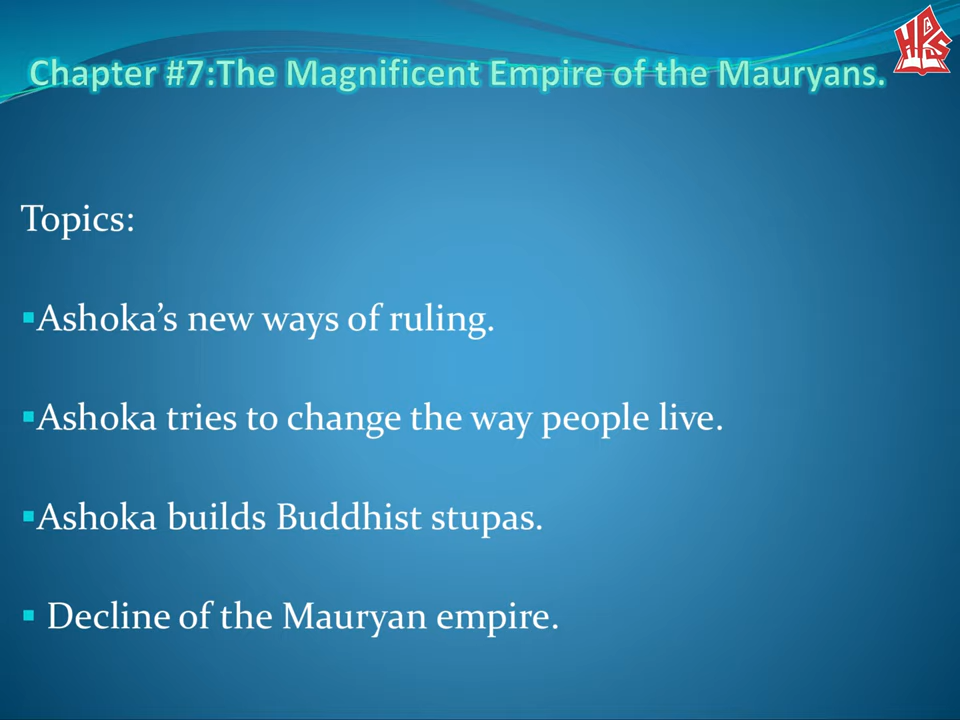 Chapter #7:The Magnificent Empire of the Mauryans.
Topics:
▪Ashoka’s new ways of ruling.
▪Ashoka tries to change the way people live.
▪Ashoka builds Buddhist stupas.
▪ Decline of the Mauryan empire.